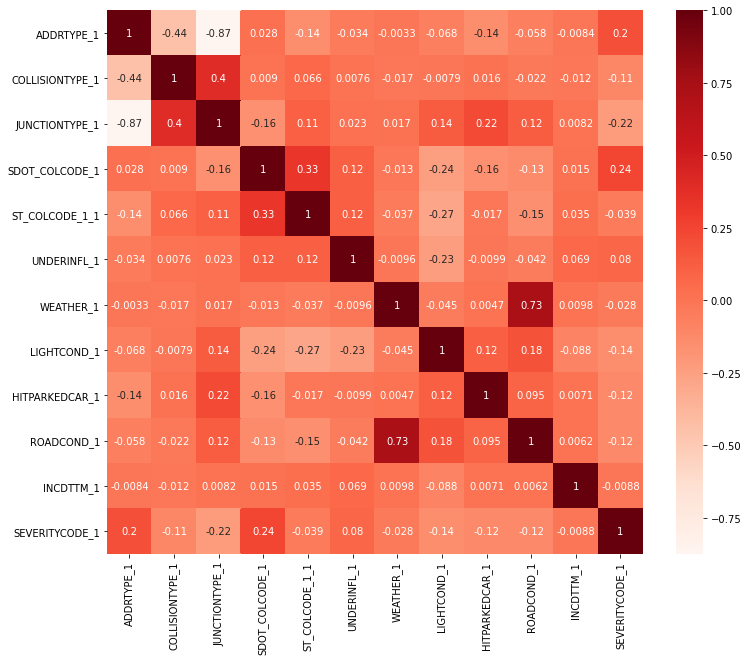 ADDRTYPE_1 1 -0.44 -0.87 0.028 -0.14 -0.034 -0.0033 -0.068 -0.14 -0.058 -0.0084 0.2
COLLISIONTYPE_1 -0.44 1 0.4 0.009 0.066 0.0076 -0.017 -0.0079 0.016 -0.022 -0.012 -0.11
JUNCTIONTYPE_1 -0.87 0.4 1 -0.16 0.11 0.023 0.017 0.14 0.22 0.12 0.0082 -0.22
SDOT_COLCODE_1 0.028 0.009 -0.16 1 0.33 0.12 -0.013 -0.24 -0.16 -0.13 0.015 0.24
ST_COLCODE_1_1 -0.14 0.066 0.11 0.33 1 0.12 -0.037 -0.27 -0.017 -0.15 0.035 -0.039
UNDERINFL_1 -0.034 0.0076 0.023 0.12 0.12 1 -0.0096 -0.23 -0.0099 -0.042 0.069 0.08
WEATHER_1 -0.0033 -0.017 0.017 -0.013 -0.037 -0.0096 1 -0.045 0.0047 0.73 0.0098 -0.028
LIGHTCOND_1 -0.068 -0.0079 0.14 -0.24 -0.27 -0.23 -0.045 1 0.12 0.18 -0.088 -0.14
HITPARKEDCAR_1 -0.14 0.016 0.22 -0.16 -0.017 -0.0099 0.0047 0.12 1 0.095 0.0071 -0.12
ROADCOND_1 -0.058 -0.022 0.12 -0.13 -0.15 -0.042 0.73 0.18 0.095 1 0.0062 -0.12
INCDTTM_1 -0.0084 -0.012 0.0082 0.015 0.035 0.069 0.0098 -0.088 0.0071 0.0062 1 -0.0088
SEVERITYCODE_1 0.2 -0.11 -0.22 0.24 -0.039 0.08 -0.028 -0.14 -0.12 -0.12 -0.0088 1
ADDRTYPE_1
COLLISIONTYPE_1
JUNCTIONTYPE_1
SDOT_COLCODE_1
ST_COLCODE_1_1
UNDERINFL_1
WEATHER_1
LIGHTCOND_1
HITPARKEDCAR_1
ROADCOND_1
INCDTTM_1
SEVERITYCODE_1
1.00
0.75
0.50
0.25
0.00
−0.25
−0.50
−0.75